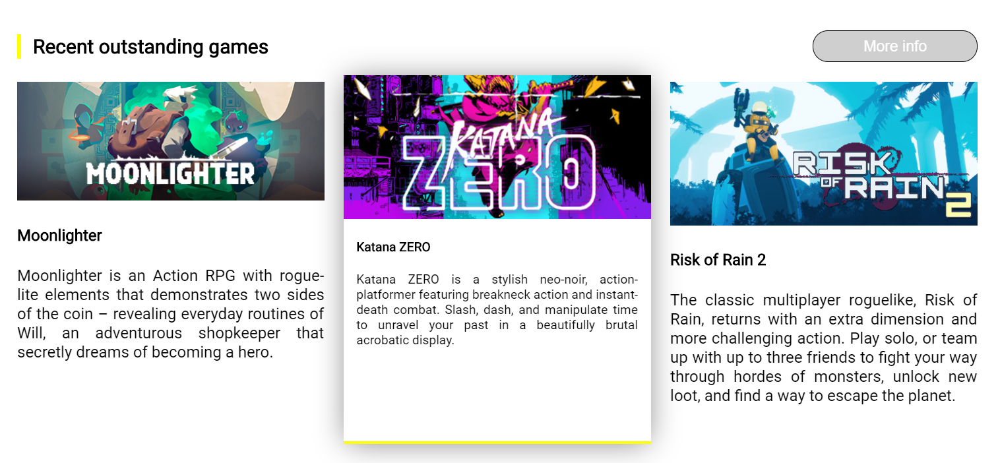 Recent outstanding games
More info
MOONLIGHTER
Moonlighter
Moonlighter is an Action RPG with rogue-
lite elements that demonstrates two sides
of the coin – revealing everyday routines of
Will, an adventurous shopkeeper that
secretly dreams of becoming a hero.
KATANA
ZERO
Katana ZERO
Katana ZERO is a stylish neo-noir, action-
platformer featuring breakneck action and instant-
death combat. Slash, dash, and manipulate time
to unravel your past in a beautifully brutal
acrobatic display.
RISK
OF RAIN
2
Risk of Rain 2
The classic multiplayer roguelike, Risk of
Rain, returns with an extra dimension and
more challenging action. Play solo, or team
up with up to three friends to fight your way
through hordes of monsters, unlock new
loot, and find a way to escape the planet.